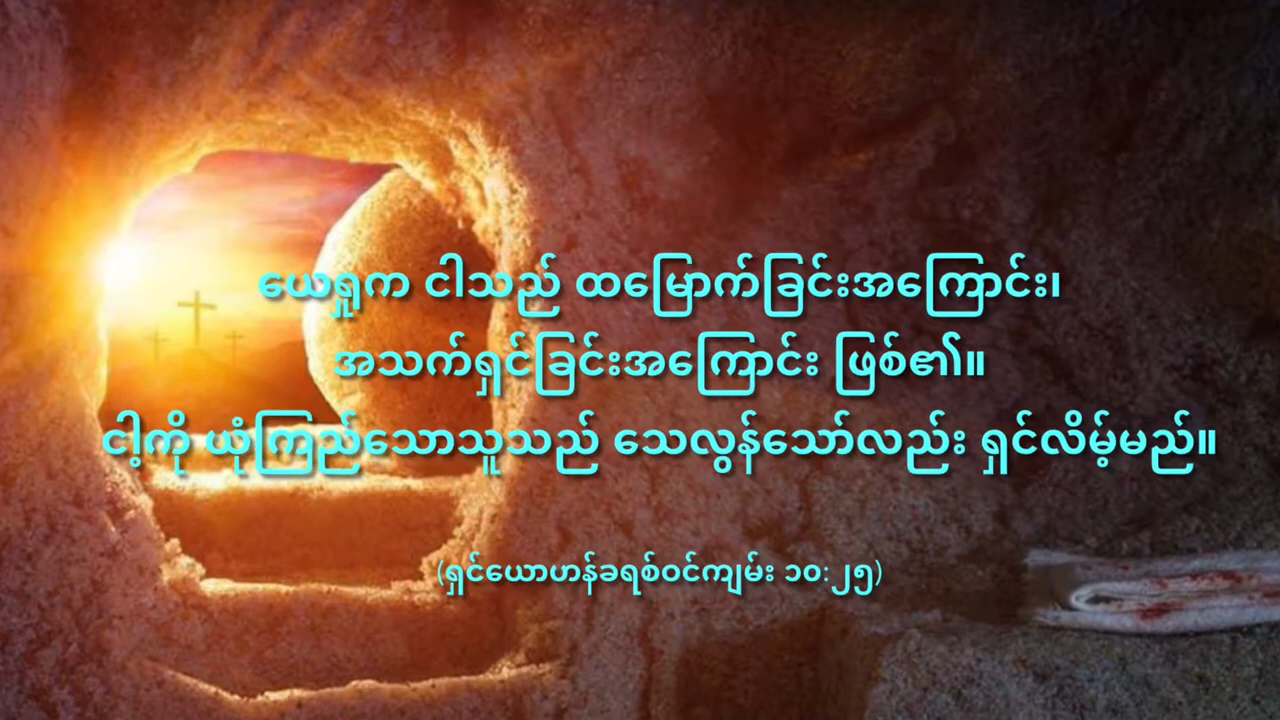 ယေရှုက ငါသည် ထမြောက်ခြင်းအကြောင်း၊
အသက်ရှင်ခြင်းအကြောင်း ဖြစ်၏။
ငါ့ကို ယုံကြည်သောသူသည် သေလွန်သော်လည်း ရှင်လိမ့်မည်။
(ရှင်ယောဟန်ခရစ်ဝင်ကျမ်း ၁၀:၂၅)